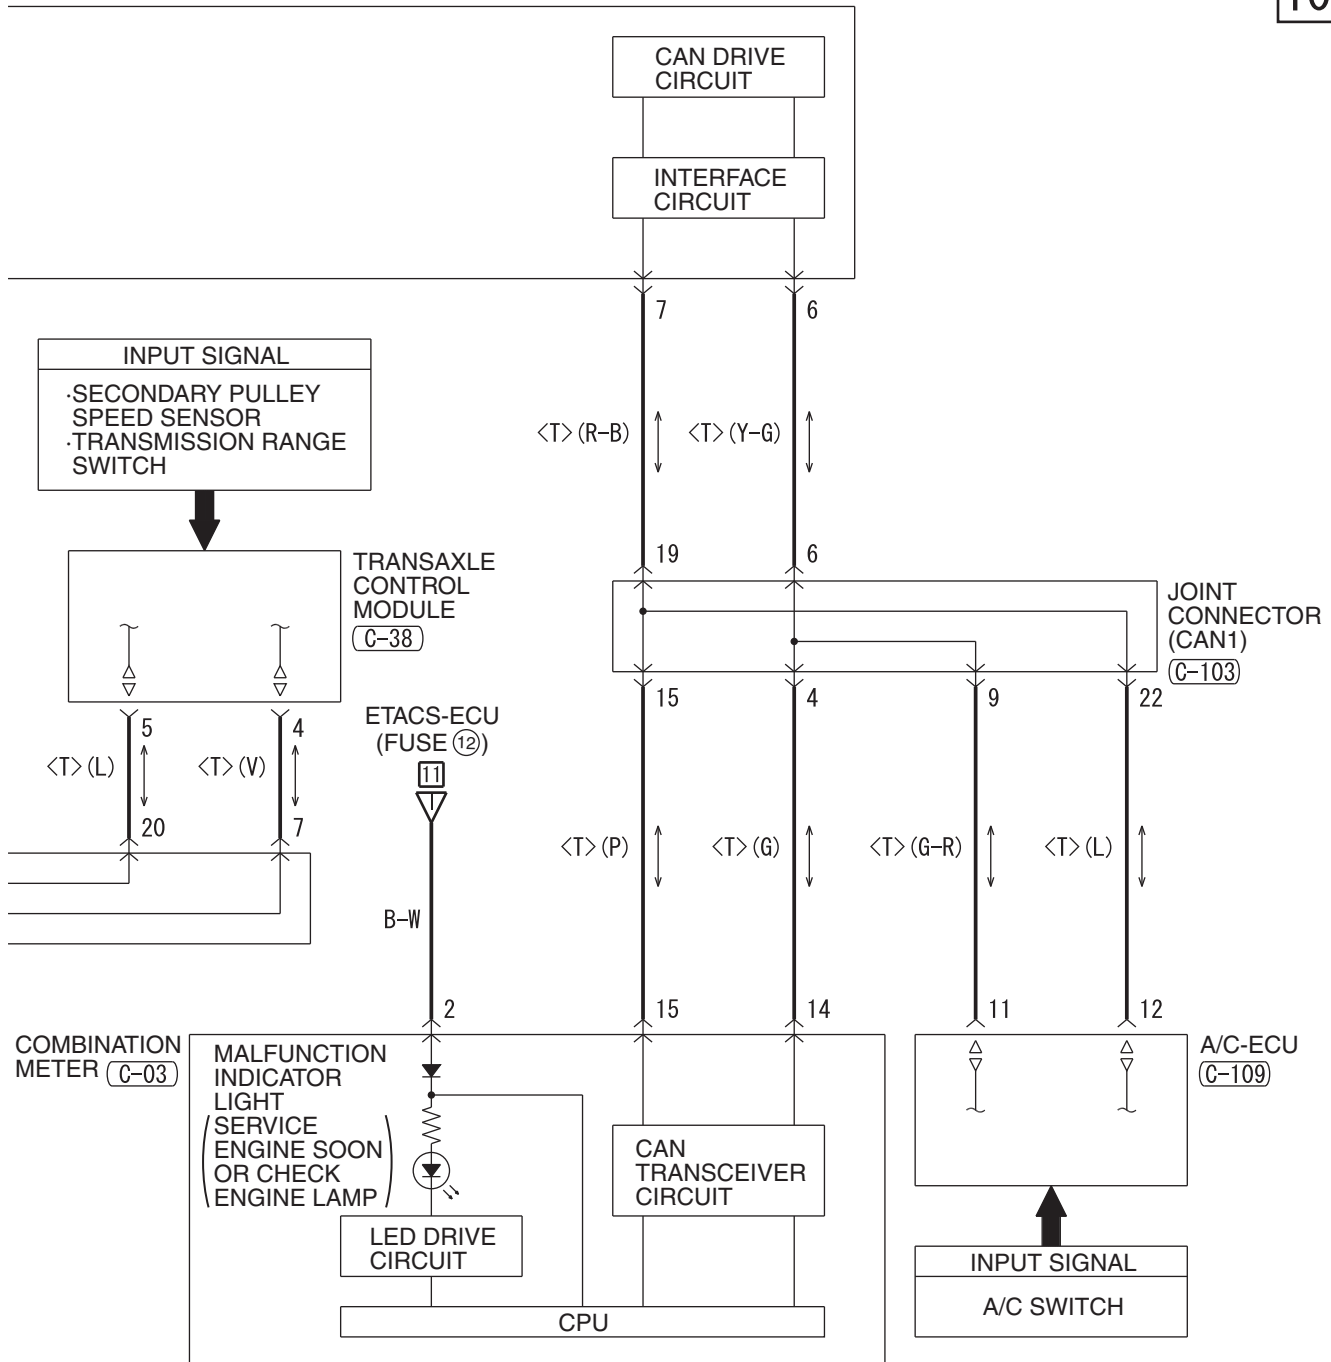 CAN DRIVE
CIRCUIT
INTERFACE
CIRCUIT
7
6
INPUT SIGNAL
·SECONDARY PULLEY
SPEED SENSOR
·TRANSMISSION RANGE
SWITCH
<T>(R-B)
<T>(Y-G)
19
6
TRANSAXLE
CONTROL
MODULE
C-38
JOINT
CONNECTOR
(CAN1)
C-103
5
4
15
4
9
22
ETACS-ECU
(FUSE ⑫)
11
<T>(L)
<T>(V)
20
7
<T>(P)
<T>(G)
<T>(G-R)
<T>(L)
B-W
2
15
14
11
12
COMBINATION
METER C-03
MALFUNCTION
INDICATOR
LIGHT
(SERVICE
ENGINE SOON
OR CHECK
ENGINE LAMP)
CAN
TRANSCEIVER
CIRCUIT
A/C-ECU
C-109
LED DRIVE
CIRCUIT
INPUT SIGNAL
A/C SWITCH
CPU